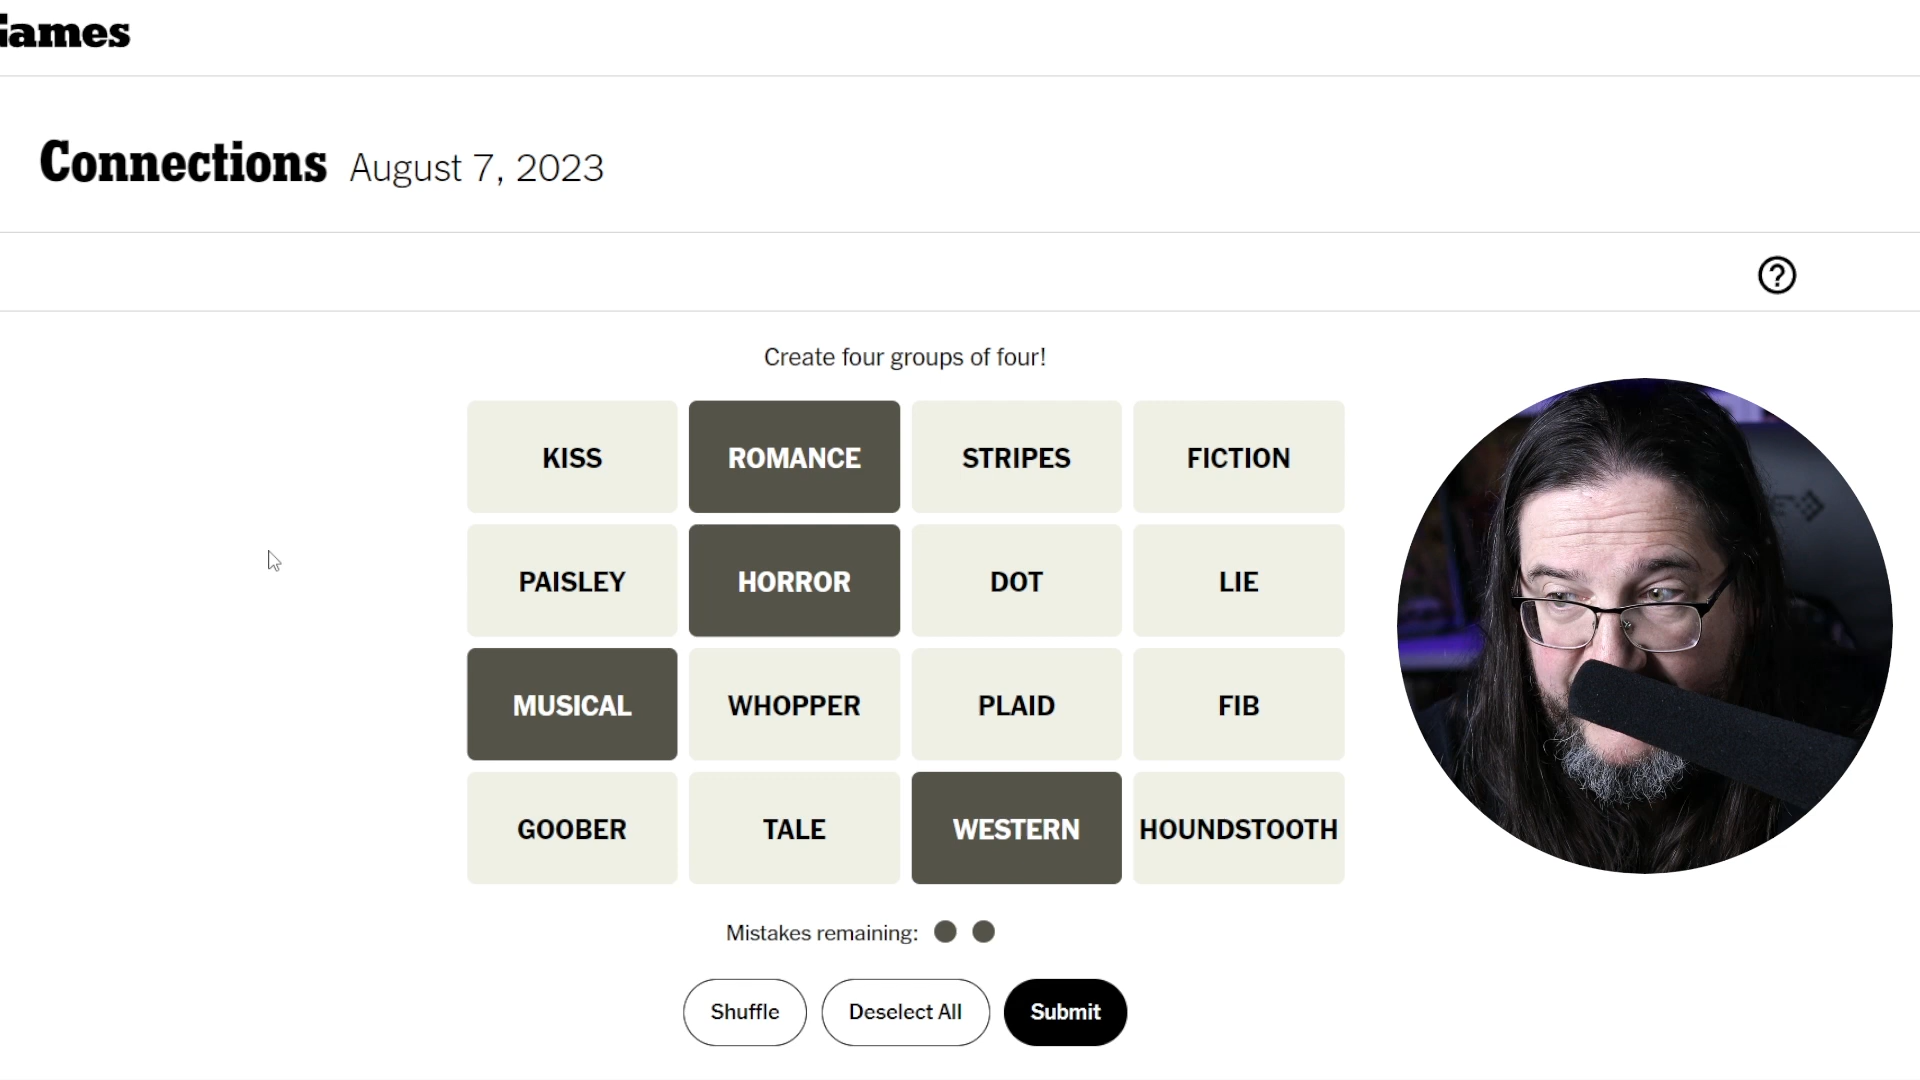 Games
Connections August 7, 2023
Create four groups of four!
KISS ROMANCE STRIPES FICTION
PAISLEY HORROR DOT LIE
MUSICAL WHOPPER PLAID FIB
GOOBER TALE WESTERN HOUNDSTOOTH
Mistakes remaining:
Shuffle Deselect All Submit